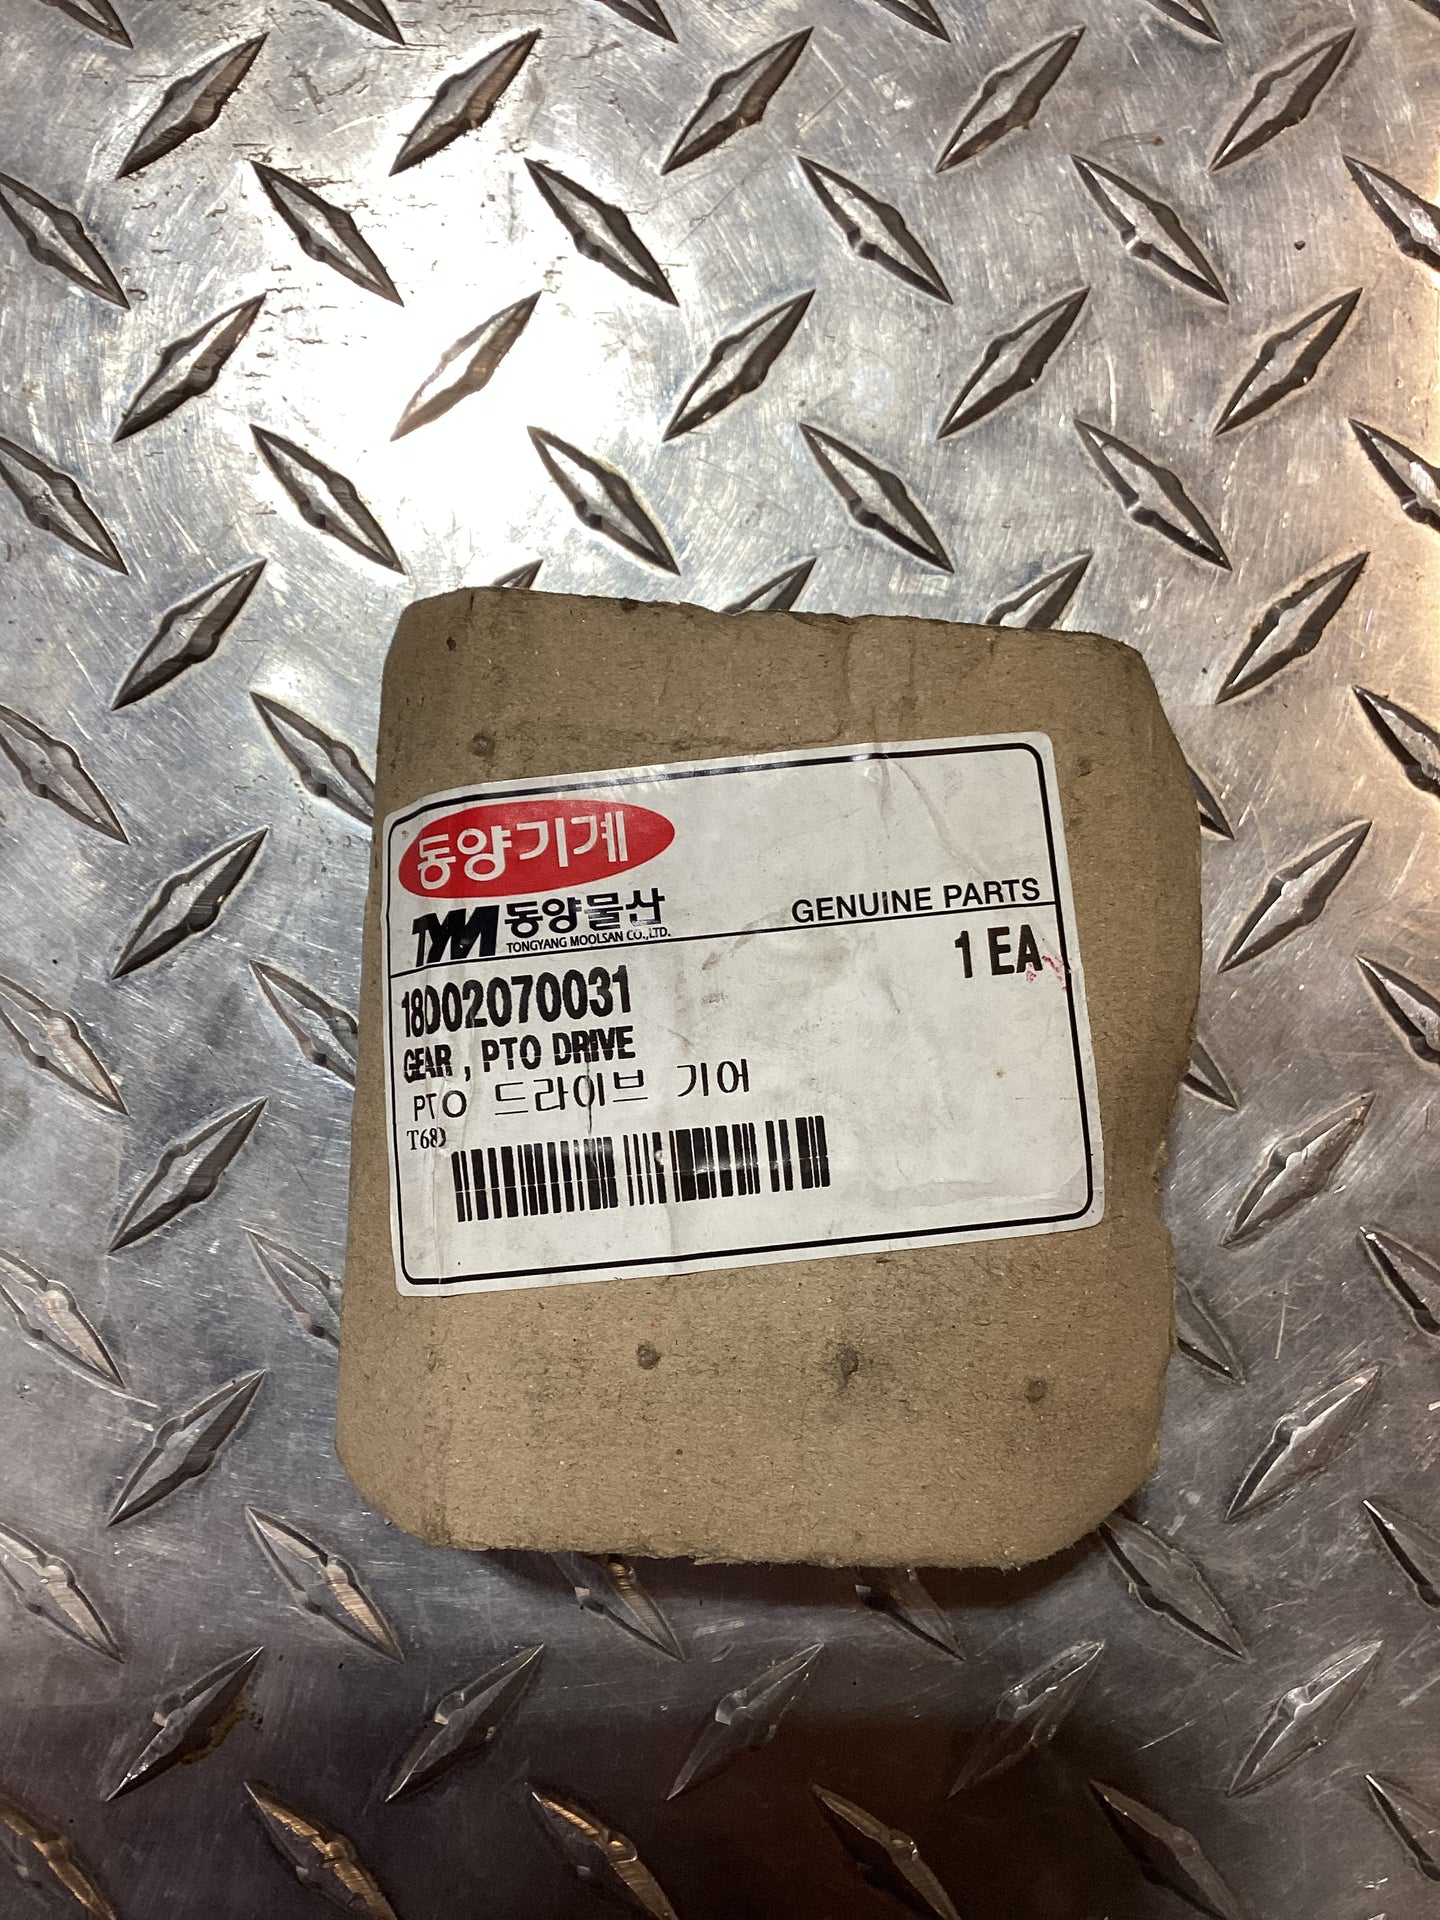 동양기계
TYM 동양물산
TONGYANG MOOLSAN CO.,LTD.
GENUINE PARTS
18D02070031
1 EA
GEAR , PTO DRIVE
PTO 드라이브 기어